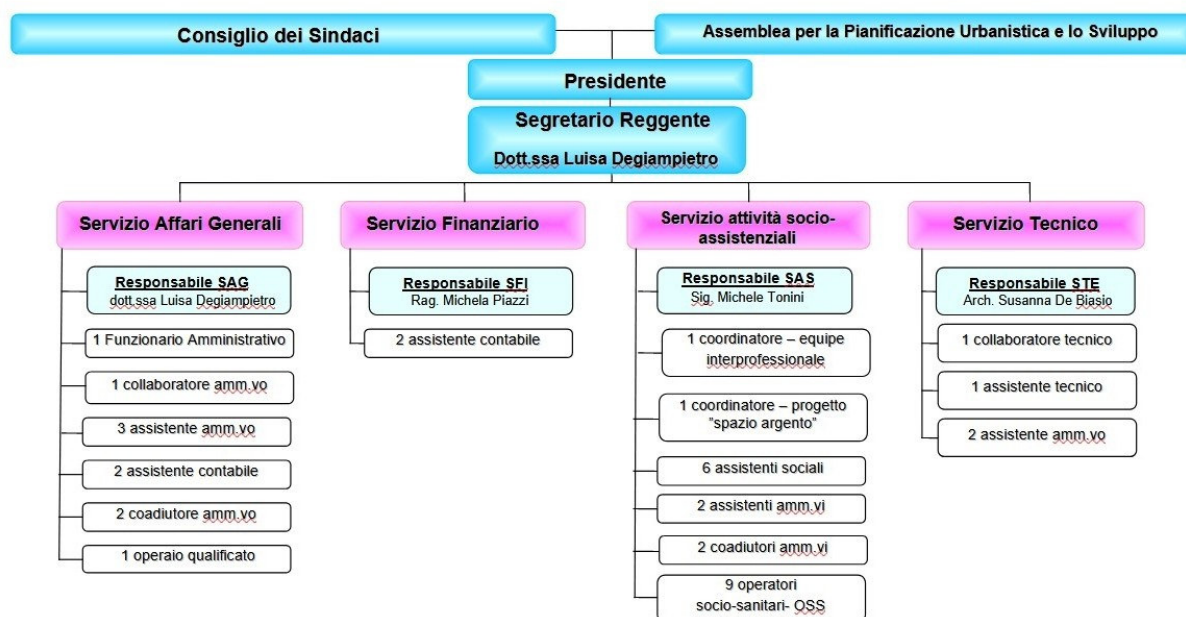 Consiglio dei Sindaci
Assemblea per la Pianificazione Urbanistica e lo Sviluppo
Presidente
Segretario Reggente
Dott.ssa Luisa Degiampietro
Servizio Affari Generali
Responsabile SAG
dott.ssa Luisa Degiampietro
1 Funzionario Amministrativo
1 collaboratore amm.vo
3 assistente amm.vo
2 assistente contabile
2 coadiutore amm.vo
1 operaio qualificato
Servizio Finanziario
Responsabile SFI
Rag. Michela Piazzi
2 assistente contabile
Servizio attività socio-
assistenziali
Responsabile SAS
Sig. Michele Tonini
1 coordinatore – equipe
interprofessionale
1 coordinatore – progetto
"spazio argento"
6 assistenti sociali
2 assistenti amm.vi
2 coadiutori amm.vi
9 operatori
socio-sanitari- OSS
Servizio Tecnico
Responsabile STE
Arch. Susanna De Biasio
1 collaboratore tecnico
1 assistente tecnico
2 assistente amm.vo